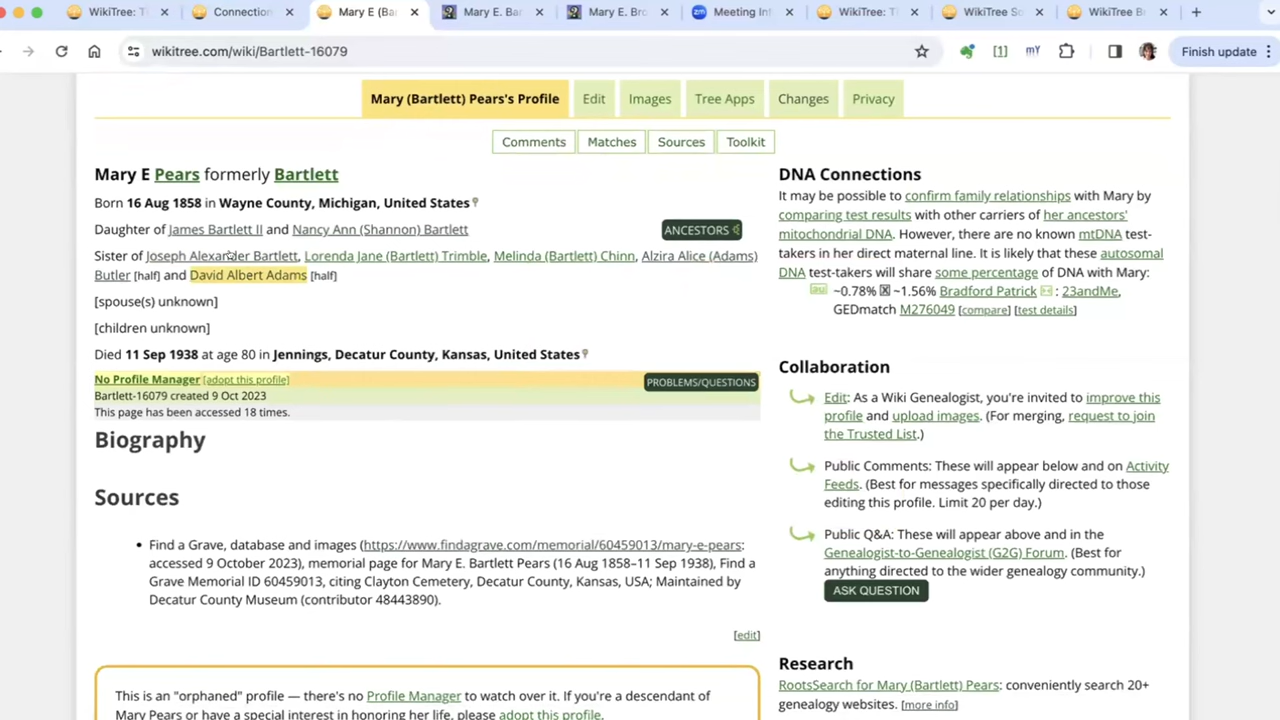 WikiTree: T
Connection
Mary E (Ba
Mary E. Bar
Mary E. Bro
Meeting Int
WikiTree: T
WikiTree So
WikiTree Br
wikitree.com/wiki/Bartlett-16079
[1]
mY
Finish update
Mary (Bartlett) Pears's Profile
Edit
Images
Tree Apps
Changes
Privacy
Comments
Matches
Sources
Toolkit
Mary E Pears formerly Bartlett
Born 16 Aug 1858 in Wayne County, Michigan, United States
Daughter of James Bartlett II and Nancy Ann (Shannon) Bartlett
ANCESTORS
Sister of Joseph Alexander Bartlett, Lorenda Jane (Bartlett) Trimble, Melinda (Bartlett) Chinn, Alzira Alice (Adams)
Butler [half] and David Albert Adams [half]
[spouse(s) unknown]
[children unknown]
Died 11 Sep 1938 at age 80 in Jennings, Decatur County, Kansas, United States
No Profile Manager [adopt this profile]
PROBLEMS/QUESTIONS
Bartlett-16079 created 9 Oct 2023
This page has been accessed 18 times.
Biography
Sources
• Find a Grave, database and images (https://www.findagrave.com/memorial/60459013/mary-e-pears:
accessed 9 October 2023), memorial page for Mary E. Bartlett Pears (16 Aug 1858–11 Sep 1938), Find a
Grave Memorial ID 60459013, citing Clayton Cemetery, Decatur County, Kansas, USA; Maintained by
Decatur County Museum (contributor 48443890).
[edit]
This is an "orphaned" profile — there's no Profile Manager to watch over it. If you're a descendant of
Mary Pears or have a special interest in honoring her life, please adopt this profile.
DNA Connections
It may be possible to confirm family relationships with Mary by
comparing test results with other carriers of her ancestors'
mitochondrial DNA. However, there are no known mtDNA test-
takers in her direct maternal line. It is likely that these autosomal
DNA test-takers will share some percentage of DNA with Mary:
au ~0.78% X ~1.56% Bradford Patrick : 23andMe,
GEDmatch M276049 [compare] [test details]
Collaboration
Edit: As a Wiki Genealogist, you're invited to improve this
profile and upload images. (For merging, request to join
the Trusted List.)
Public Comments: These will appear below and on Activity
Feeds. (Best for messages specifically directed to those
editing this profile. Limit 20 per day.)
Public Q&A: These will appear above and in the
Genealogist-to-Genealogist (G2G) Forum. (Best for
anything directed to the wider genealogy community.)
ASK QUESTION
Research
RootsSearch for Mary (Bartlett) Pears: conveniently search 20+
genealogy websites. [more info]